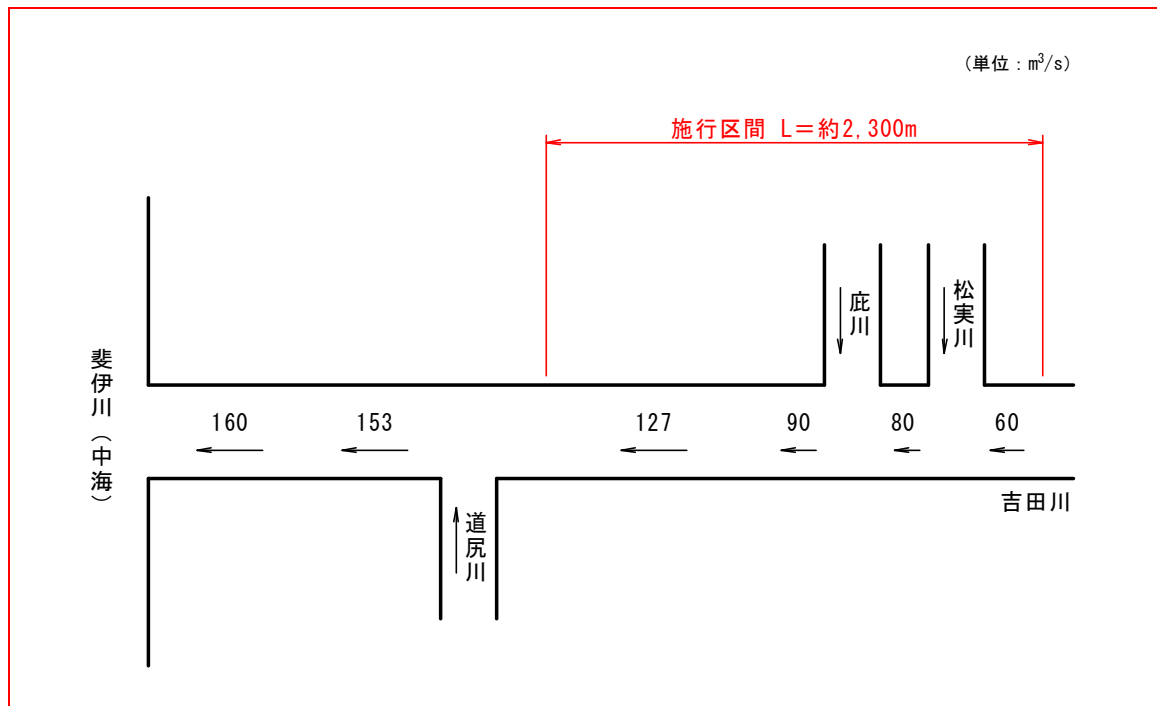 （単位：m³/s）
施行区間 L＝約2,300m
庇川
松実川
斐伊川（中海）
160
153
127
90
80
60
吉田川
道尻川